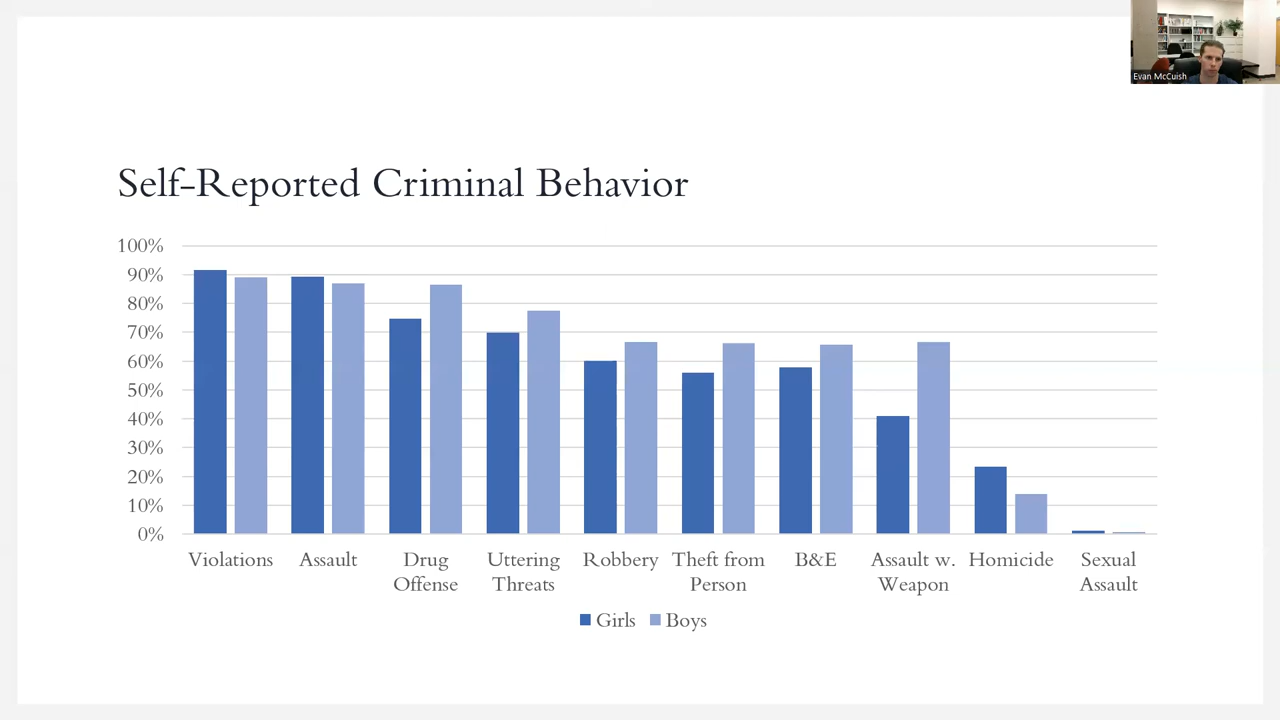 Evan McCuish
Self-Reported Criminal Behavior
100%
90%
80%
70%
60%
50%
40%
30%
20%
10%
0%
Violations
Assault
Drug
Offense
Uttering
Threats
Robbery
Theft from
Person
B&E
Assault w.
Weapon
Homicide
Sexual
Assault
Girls
Boys